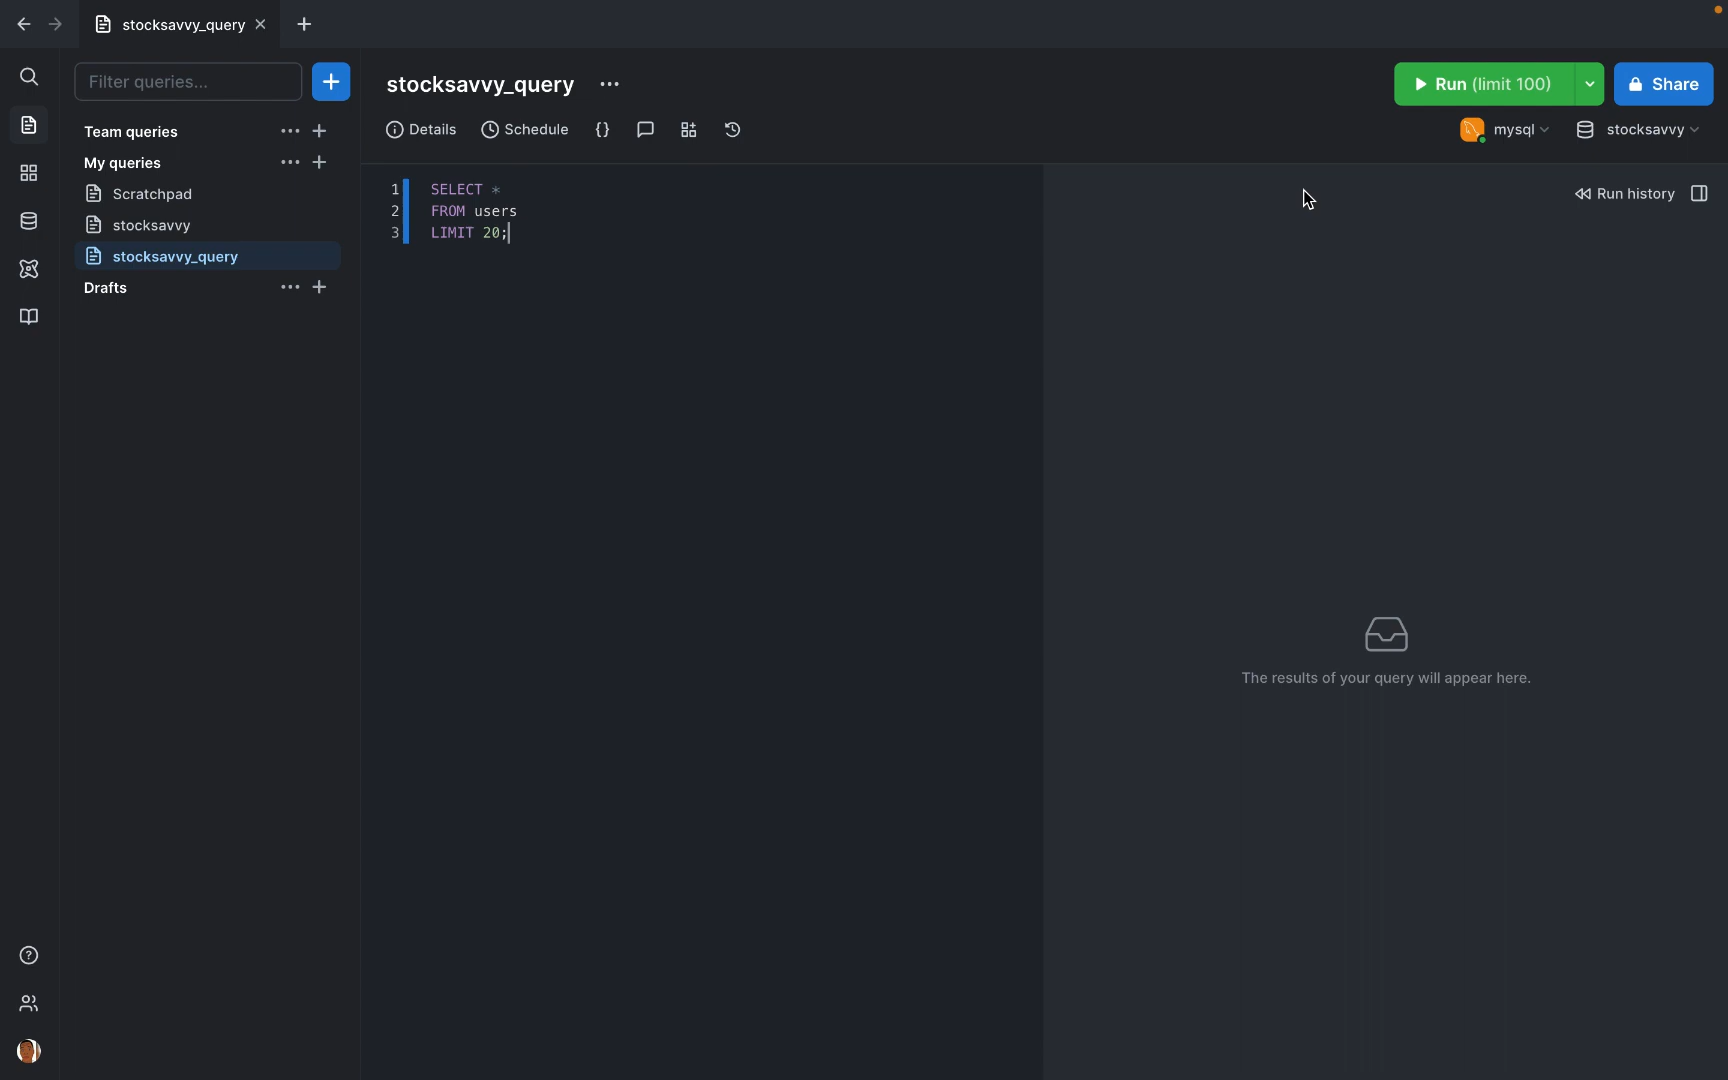 stocksavvy_query
Filter queries...
Team queries
My queries
Scratchpad
stocksavvy
stocksavvy_query
Drafts
stocksavvy_query
Run (limit 100)
Share
Details
Schedule
{}
mysql
stocksavvy
1 SELECT *
2 FROM users
3 LIMIT 20;
Run history
The results of your query will appear here.